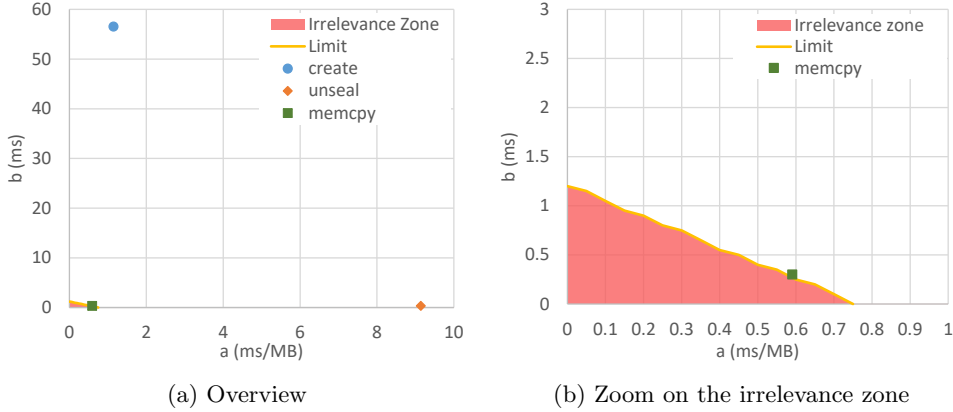 60
50
40
30
20
10
0
b (ms)
Irrelevance Zone
Limit
create
unseal
memcpy
0 2 4 6 8 10
a (ms/MB)
(a) Overview
3
2.5
2
1.5
1
0.5
0
b (ms)
Irrelevance zone
Limit
memcpy
0 0.1 0.2 0.3 0.4 0.5 0.6 0.7 0.8 0.9 1
a (ms/MB)
(b) Zoom on the irrelevance zone